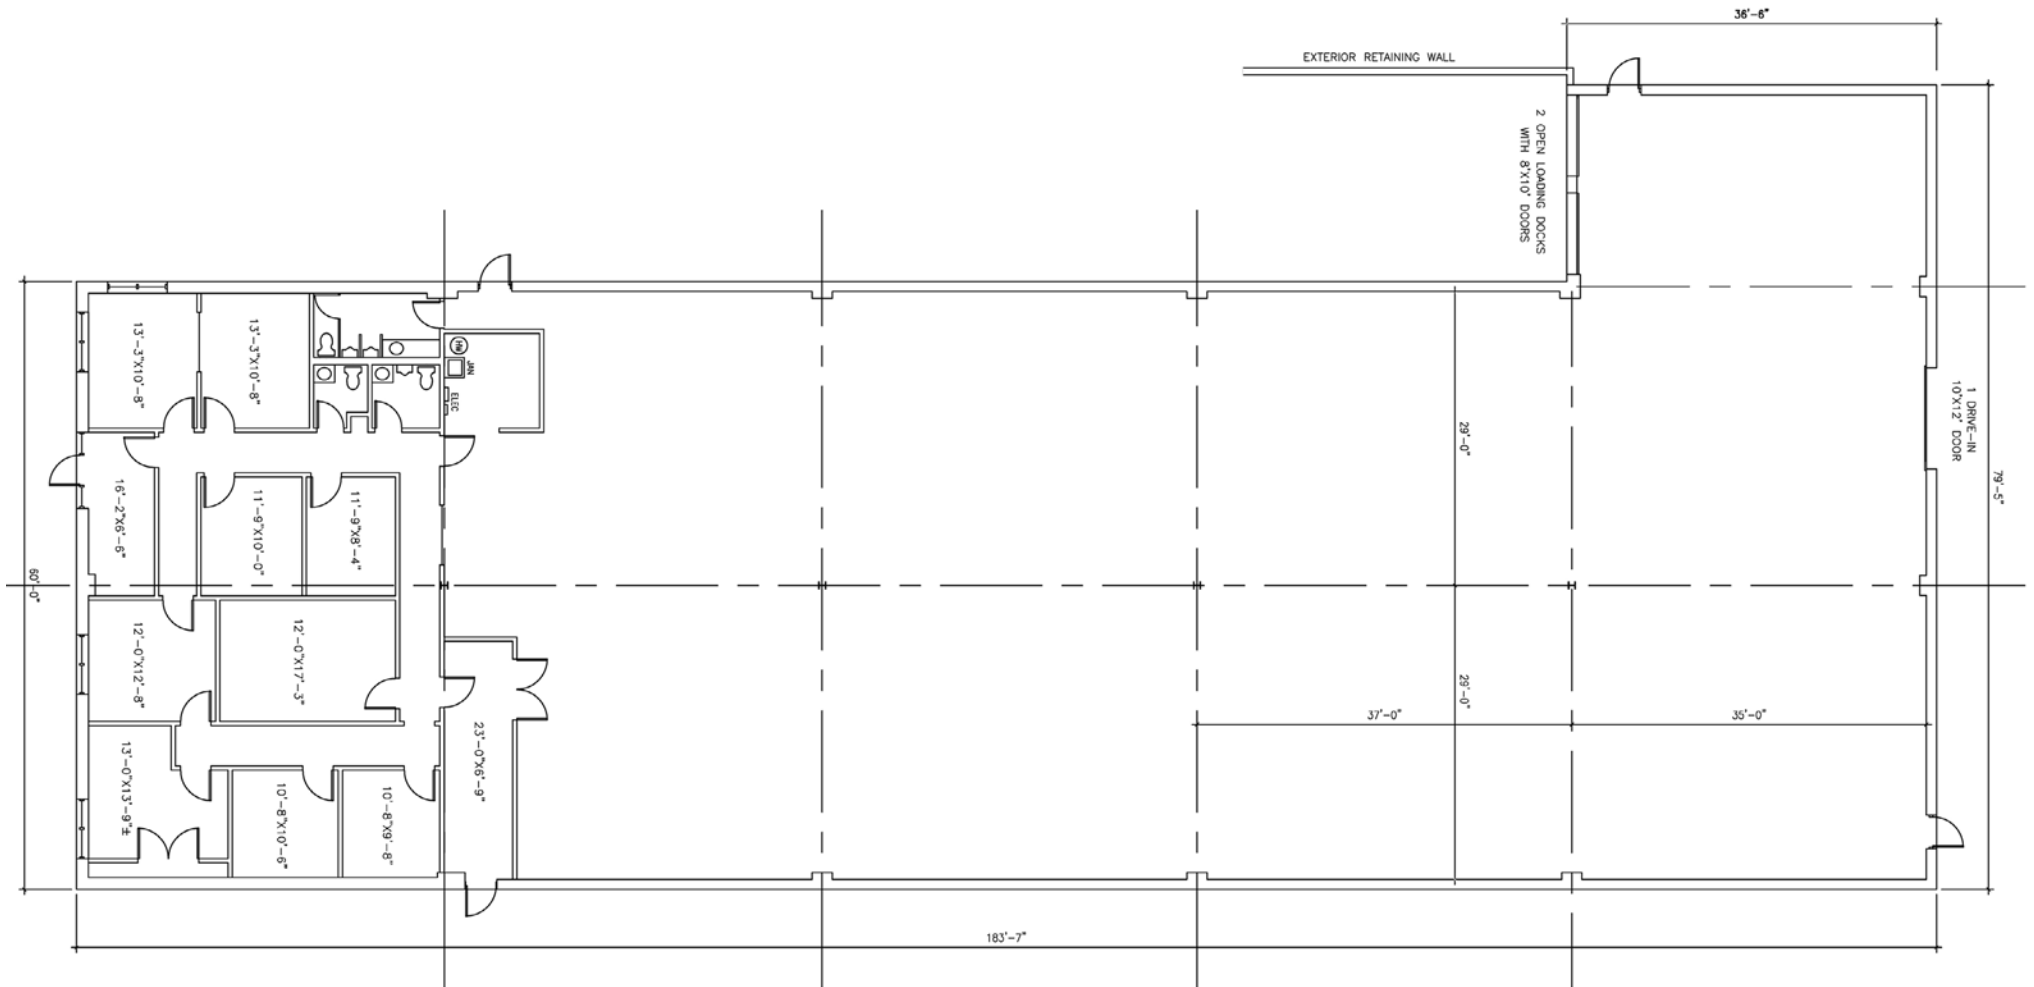 36'-6"
EXTERIOR RETAINING WALL
2 OPEN LOADING DOCKS
WITH 8'X10' DOORS
13'-3"X10'-8"
13'-3"X10'-8"
HW
JAN
ELEC
1 DRIVE-IN
10'X12' DOOR
29'-0"
79'-5"
16'-2"X6'-6"
11'-9"X10'-0"
11'-9"X8'-4"
60'-0"
12'-0"X12'-8"
12'-0"X17'-3"
29'-0"
37'-0"
35'-0"
23'-0"X6'-9"
13'-0"X13'-9"±
10'-8"X10'-6"
10'-8"X9'-8"
183'-7"